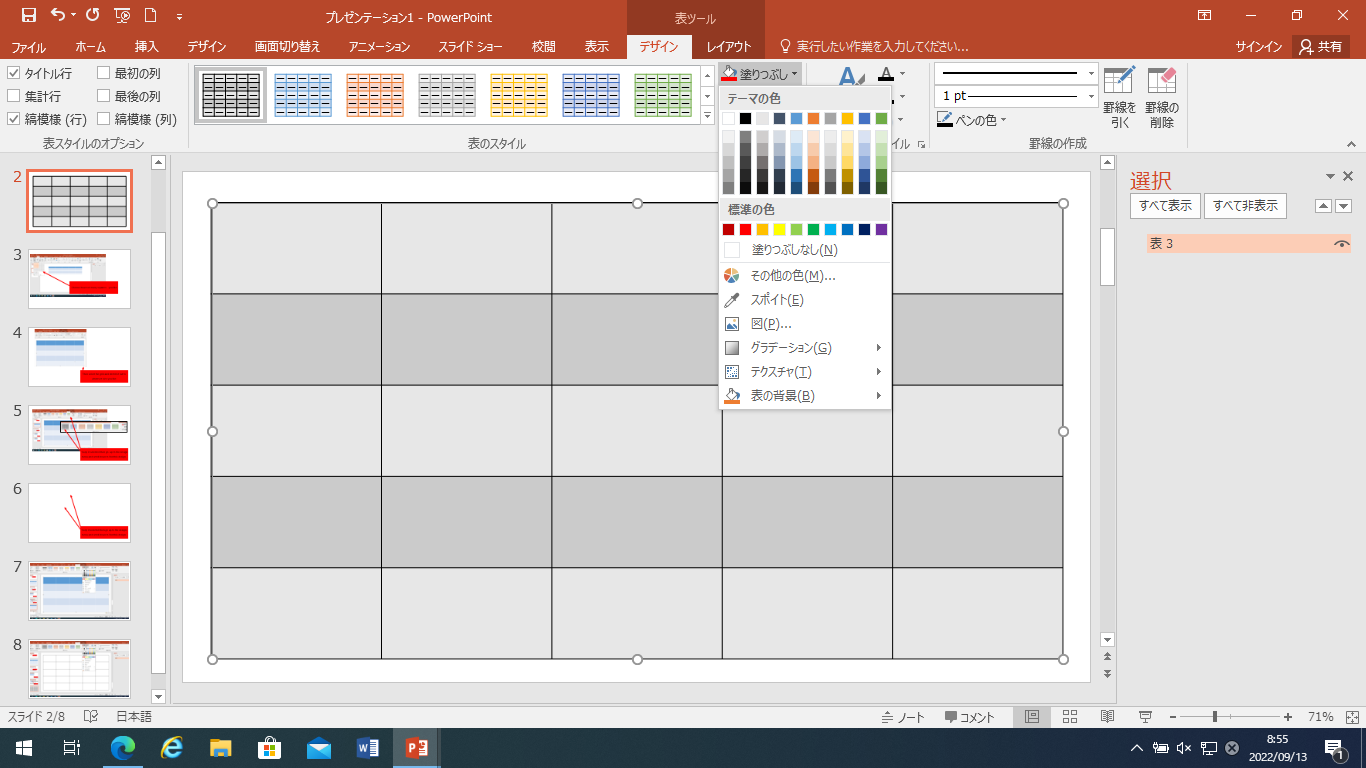 プレゼンテーション1 - PowerPoint
表ツール
ファイル ホーム 挿入 デザイン 画面切り替え アニメーション スライド ショー 校閲 表示 デザイン レイアウト 実行したい作業を入力してください... サインイン 共有
タイトル行 最初の列
集計行 最後の列
縞模様 (行) 縞模様 (列)
表スタイルのオプション
表のスタイル
塗りつぶし
1 pt
ペンの色
罫線を
引く
罫線の
削除
罫線の作成
テーマの色
標準の色
塗りつぶしなし(N)
その他の色(M)...
スポイト(E)
図(P)...
グラデーション(G)
テクスチャ(T)
表の背景(B)
2
3
4
5
6
7
8
選択
すべて表示 すべて非表示
表 3
スライド 2/8 日本語 ノート コメント 71%
8:55
2022/09/13
1